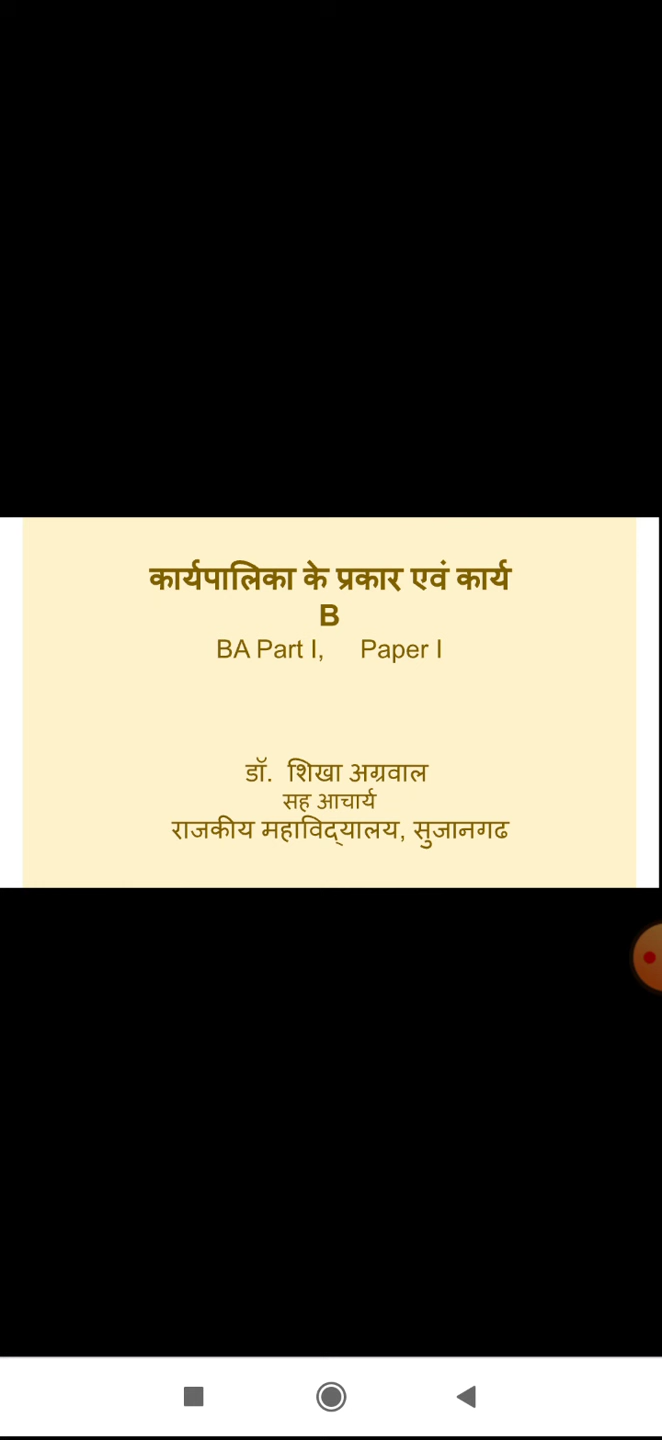 कार्यपालिका के प्रकार एवं कार्य
B
BA Part I, Paper I
डॉ. शिखा अग्रवाल
सह आचार्य
राजकीय महाविद्यालय, सुजानगढ